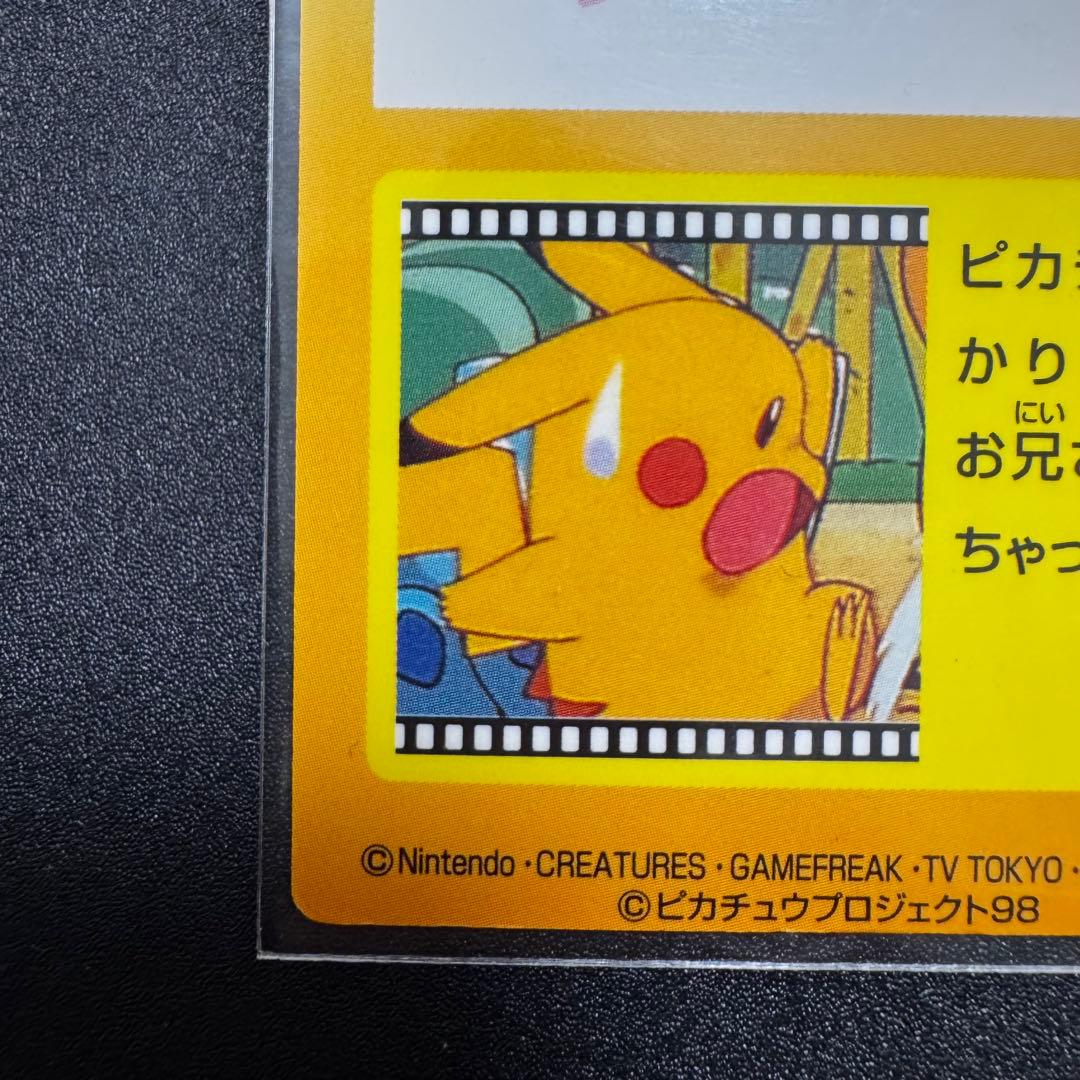 ピカ
かり
にい
お兄さ
ちゃっ
©Nintendo・CREATURES・GAMEFREAK・TV TOKYO・
©ピカチュウプロジェクト98